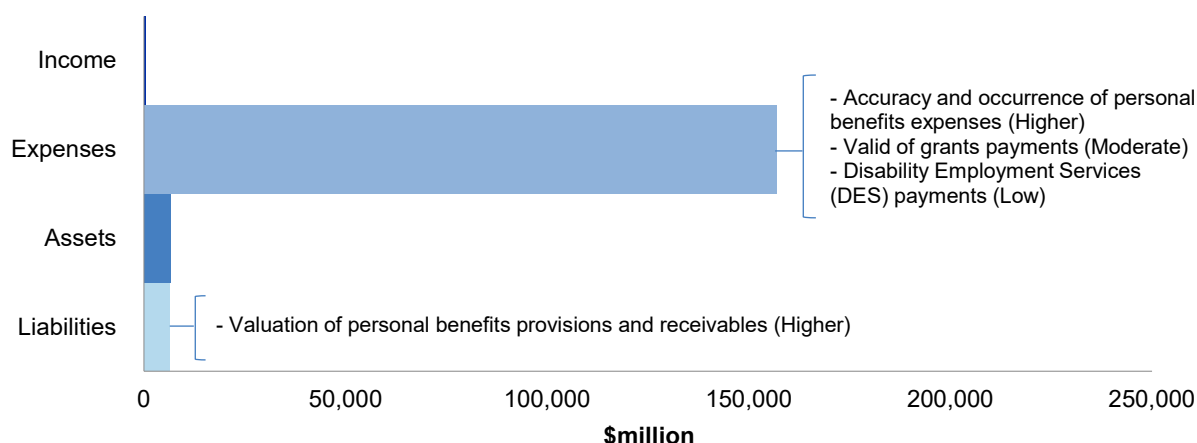 Income
Expenses
- Accuracy and occurrence of personal
benefits expenses (Higher)
- Valid of grants payments (Moderate)
- Disability Employment Services
(DES) payments (Low)
Assets
Liabilities
- Valuation of personal benefits provisions and receivables (Higher)
0 50,000 100,000 150,000 200,000 250,000
$million